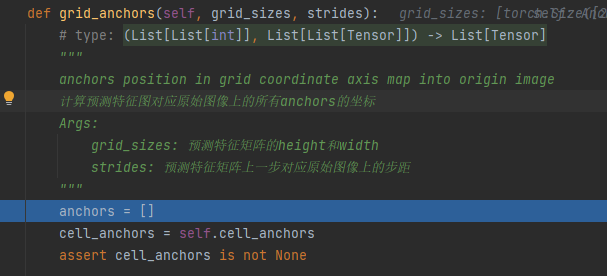 def grid_anchors(self, grid_sizes, strides): grid_sizes: [torch.Size
# type: (List[List[int]], List[List[Tensor]]) -> List[Tensor]
"""
anchors position in grid coordinate axis map into origin image
计算预测特征图对应原始图像上的所有anchors的坐标
Args:
grid_sizes: 预测特征矩阵的height和width
strides: 预测特征矩阵上一步对应原始图像上的步距
"""
anchors = []
cell_anchors = self.cell_anchors
assert cell_anchors is not None